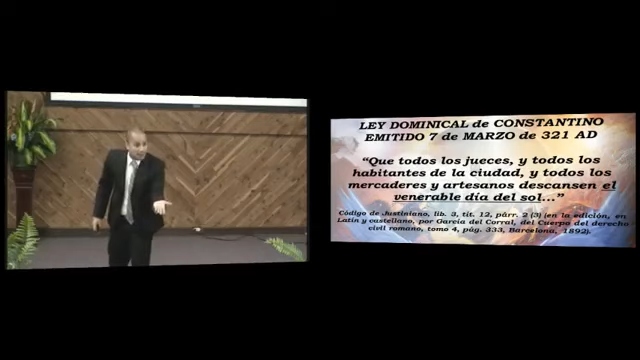 LEY DOMINICAL de CONSTANTINO
EMITIDO 7 de MARZO de 321 AD
“Que todos los jueces, y todos los
habitantes de la ciudad, y todos los
mercaderes y artesanos descansen el
venerable día del sol...”
Código de Justiniano, lib. 3, tit. 12, párr. 2 (3) (en la edición, en
Latín y castellano, por García del Corral, del Cuerpo del derecho
civil romano, tomo 4, pág. 333, Barcelona, 1892).